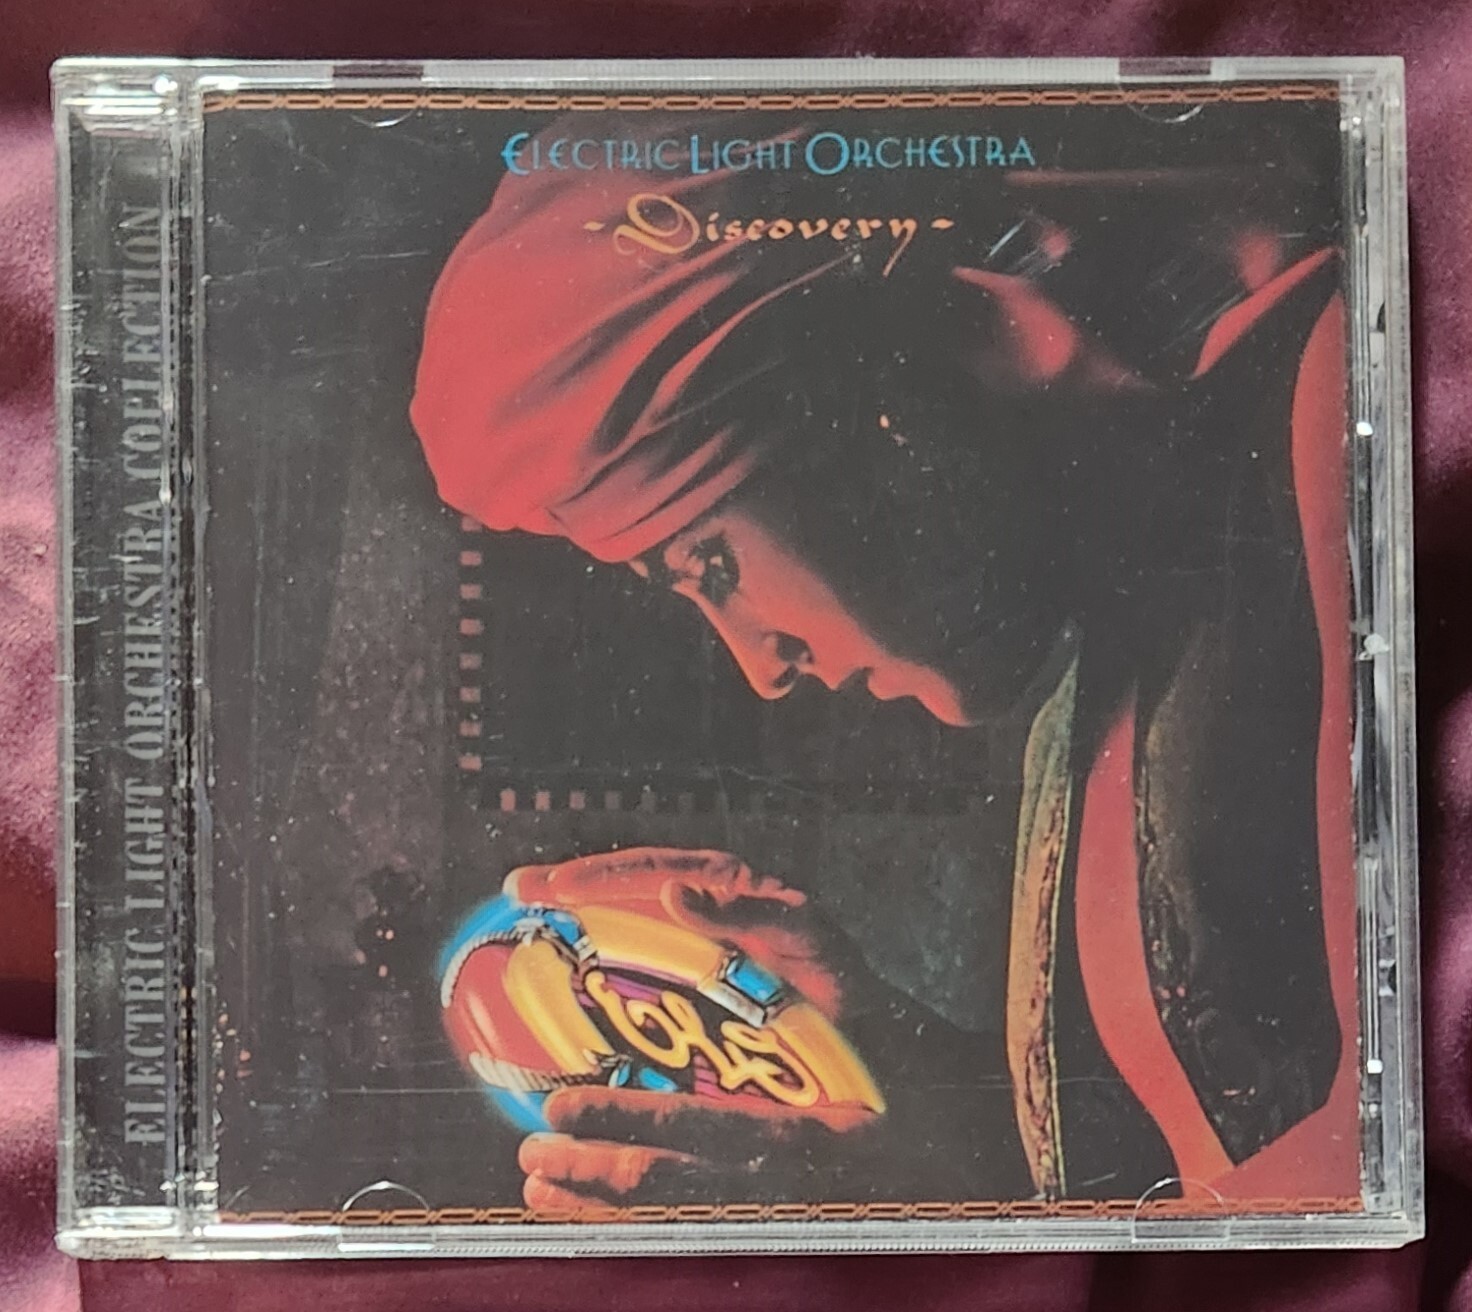 ELECTRIC LIGHT ORCHESTRA
-Discovery-
ELECTRIC LIGHT ORCHESTRA COLLECTION
ELO